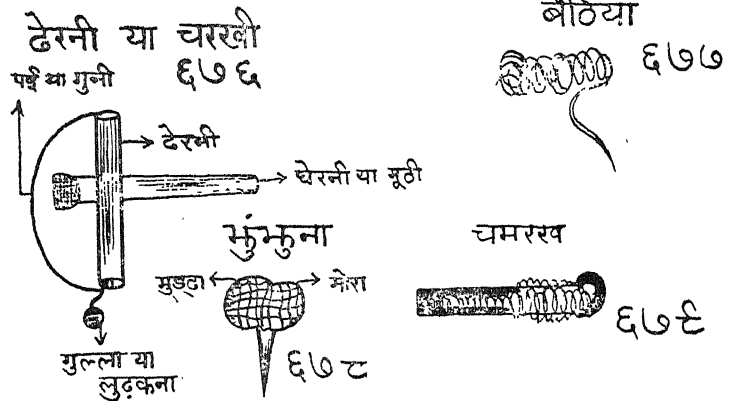 ढेरनी या चरखी
६७६
पई या गुनी
ढेरनी
घेरनी या मूठी
गुल्ला या
लुढ़कना
बैठिया
६७७
झुंझुना
मुड्ढा
मोरा
६७८
चमरख
६७९